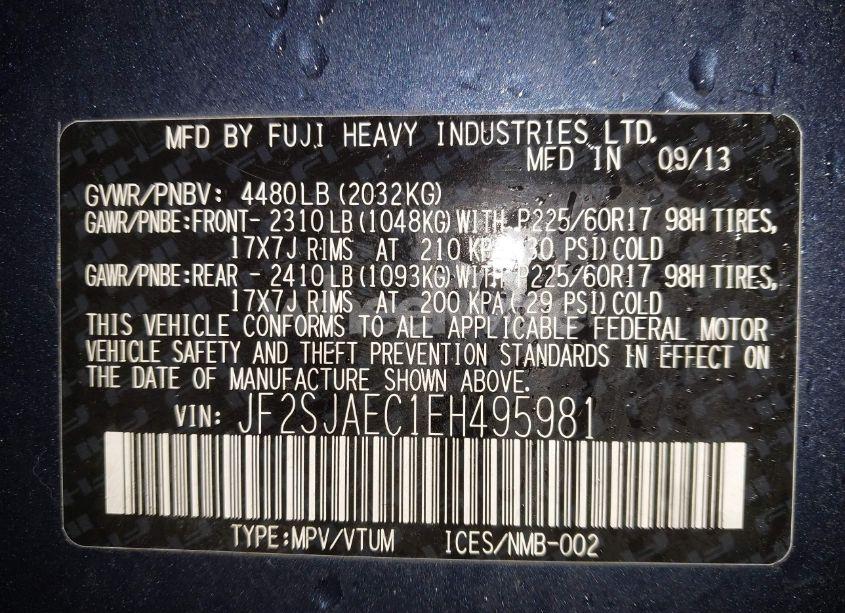 MFD BY FUJI HEAVY INDUSTRIES LTD.
MFD IN 09/13
GVWR/PNBV: 4480LB (2032KG)
GAWR/PNBE:FRONT- 2310 LB (1048KG) WITH P225/60R17 98H TIRES,
17X7J RIMS AT 210 KPA (30 PSI) COLD
GAWR/PNBE:REAR - 2410 LB (1093KG) WITH P225/60R17 98H TIRES,
17X7J RIMS AT 200 KPA (29 PSI) COLD
THIS VEHICLE CONFORMS TO ALL APPLICABLE FEDERAL MOTOR
VEHICLE SAFETY AND THEFT PREVENTION STANDARDS IN EFFECT ON
THE DATE OF MANUFACTURE SHOWN ABOVE.
VIN: JF2SJAEC1EH495981
TYPE:MPV/VTUM ICES/NMB-002